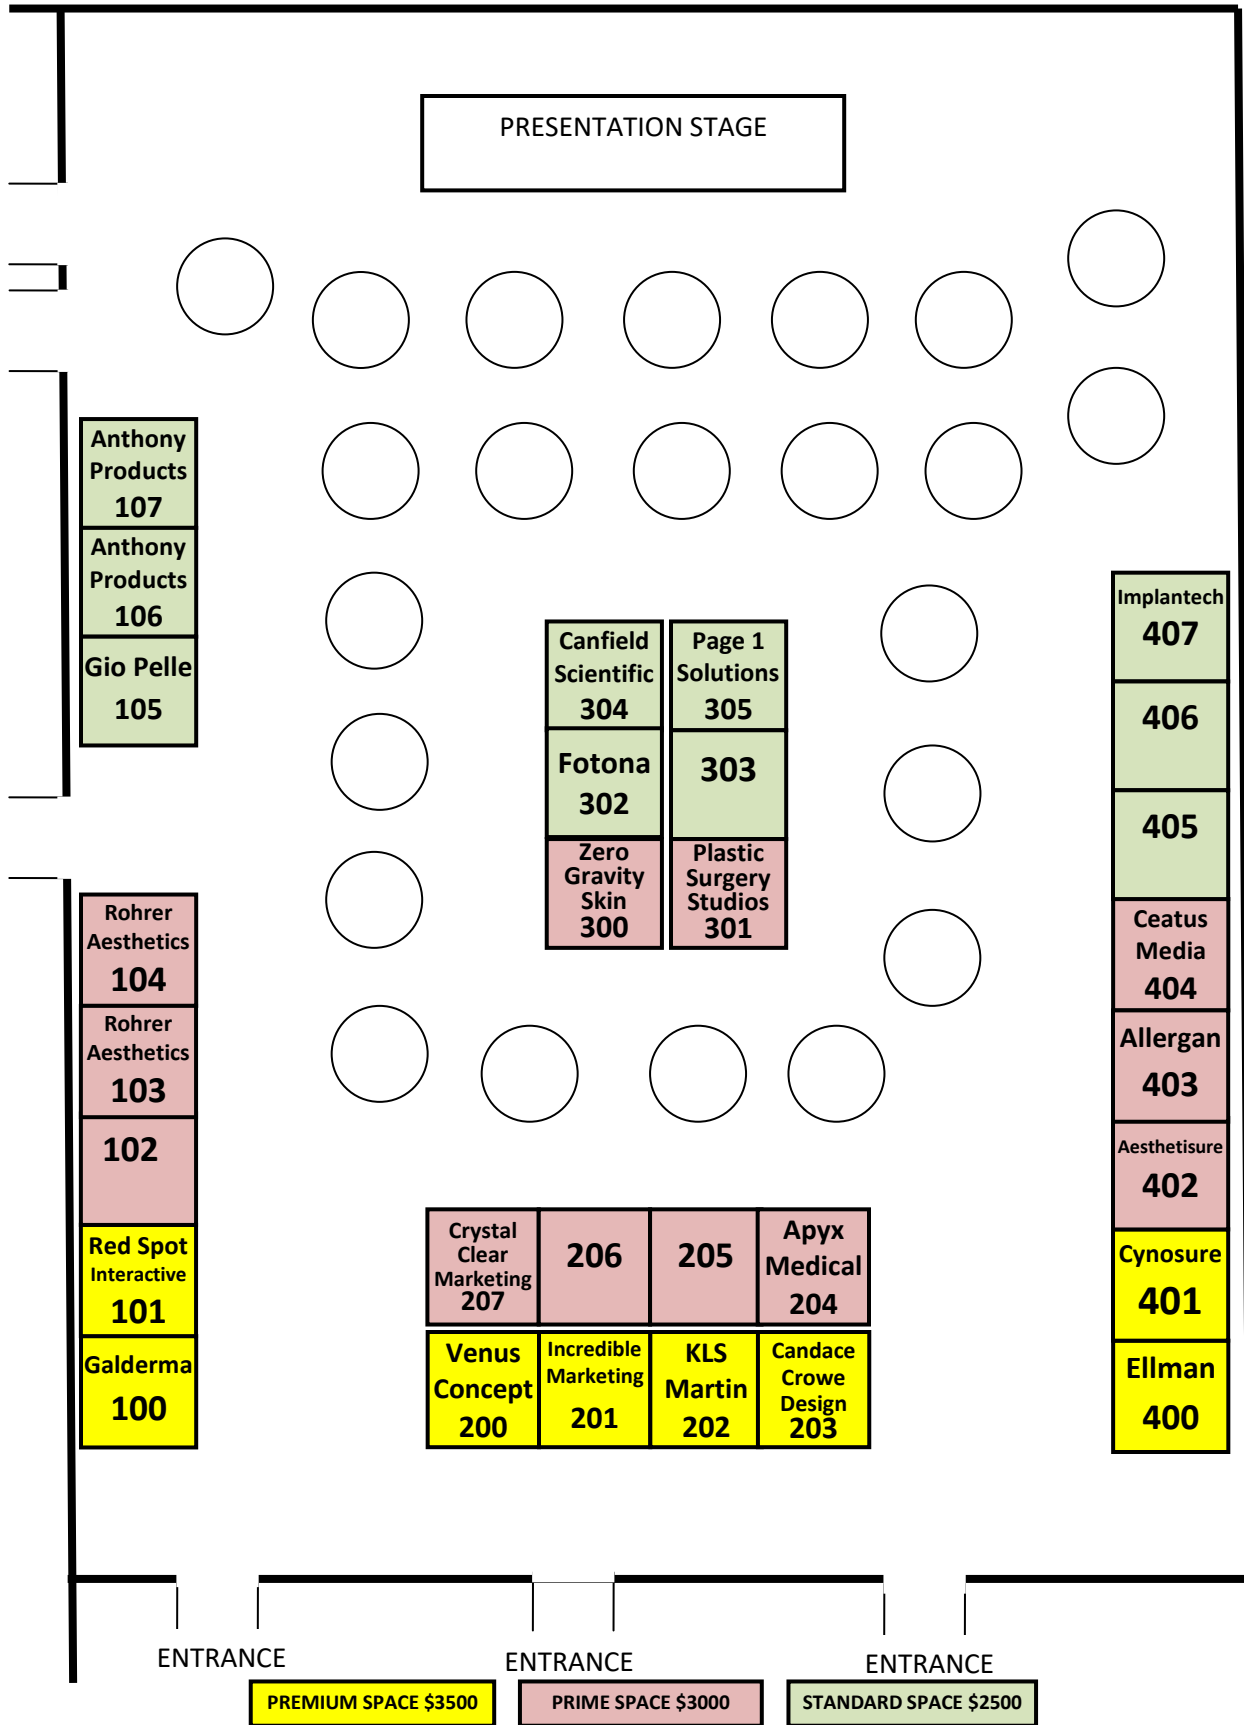 PRESENTATION STAGE
Anthony
Products
107
Anthony
Products
106
Gio Pelle
105
Rohrer
Aesthetics
104
Rohrer
Aesthetics
103
102
Red Spot
Interactive
101
Galderma
100
Canfield
Scientific
304
Page 1
Solutions
305
Fotona
302
303
Zero
Gravity
Skin
300
Plastic
Surgery
Studios
301
Crystal
Clear
Marketing
207
206
205
Apyx
Medical
204
Venus
Concept
200
Incredible
Marketing
201
KLS
Martin
202
Candace
Crowe
Design
203
Implantech
407
406
405
Ceatus
Media
404
Allergan
403
Aesthetisure
402
Cynosure
401
Ellman
400
ENTRANCE
ENTRANCE
ENTRANCE
PREMIUM SPACE $3500
PRIME SPACE $3000
STANDARD SPACE $2500